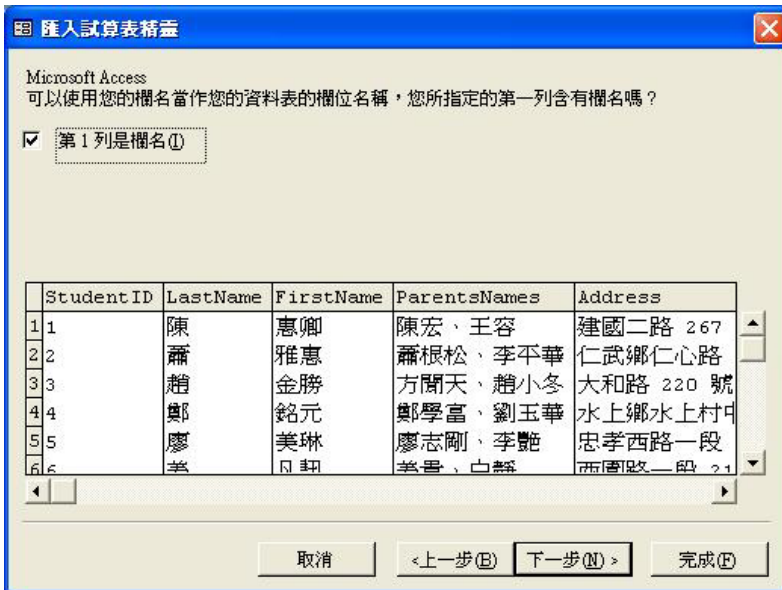 匯入試算表精靈
Microsoft Access
可以使用您的欄名當作您的資料表的欄位名稱，您所指定的第一列含有欄名嗎？
第 1 列是欄名(I)
StudentID LastName FirstName ParentsNames Address
1 1 陳 惠卿 陳宏、王容 建國二路 267
2 2 蕭 雅惠 蕭根松、李平華 仁武鄉仁心路
3 3 趙 金勝 方聞天、趙小冬 大和路 220 號
4 4 鄭 銘元 鄭學富、劉玉華 水上鄉水上村中
5 5 廖 美琳 廖志剛、李艷 忠孝西路一段
6 6
取消 <上一步(B) 下一步(N) > 完成(F)